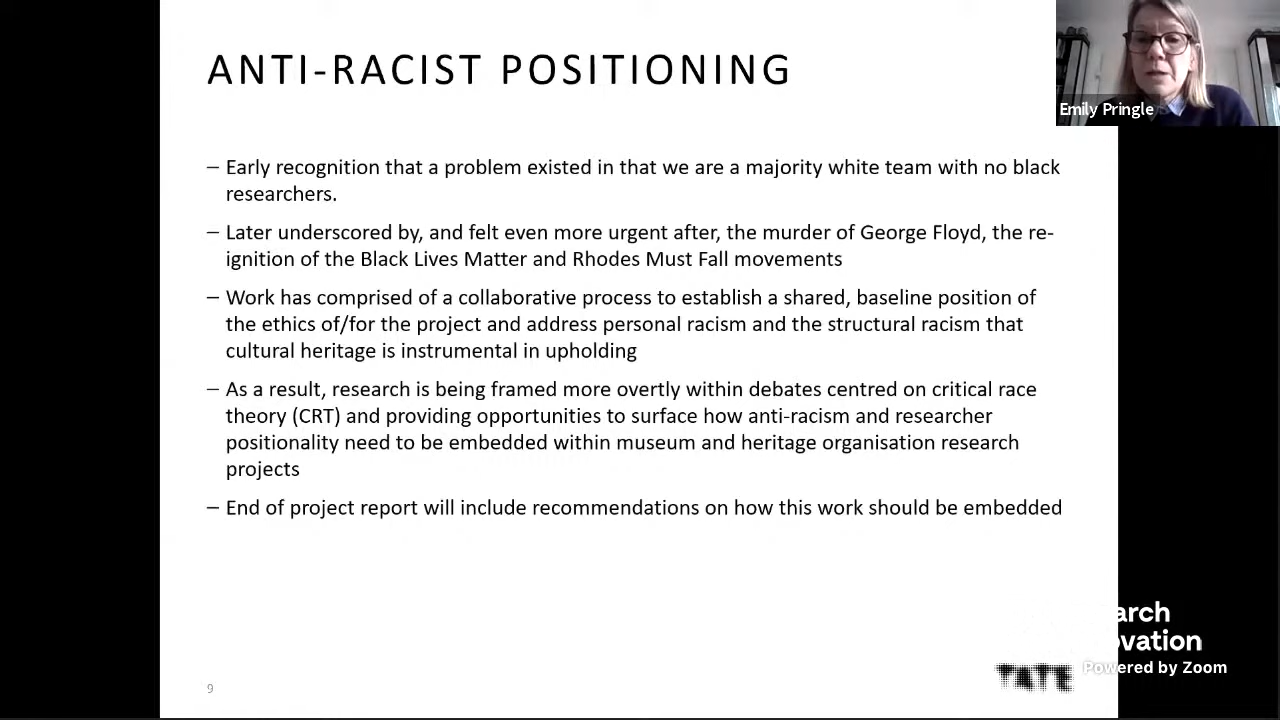 ANTI-RACIST POSITIONING
Emily Pringle
– Early recognition that a problem existed in that we are a majority white team with no black
researchers.
– Later underscored by, and felt even more urgent after, the murder of George Floyd, the re-
ignition of the Black Lives Matter and Rhodes Must Fall movements
– Work has comprised of a collaborative process to establish a shared, baseline position of
the ethics of/for the project and address personal racism and the structural racism that
cultural heritage is instrumental in upholding
– As a result, research is being framed more overtly within debates centred on critical race
theory (CRT) and providing opportunities to surface how anti-racism and researcher
positionality need to be embedded within museum and heritage organisation research
projects
– End of project report will include recommendations on how this work should be embedded
arch
ovation
Powered by Zoom
TATE
9